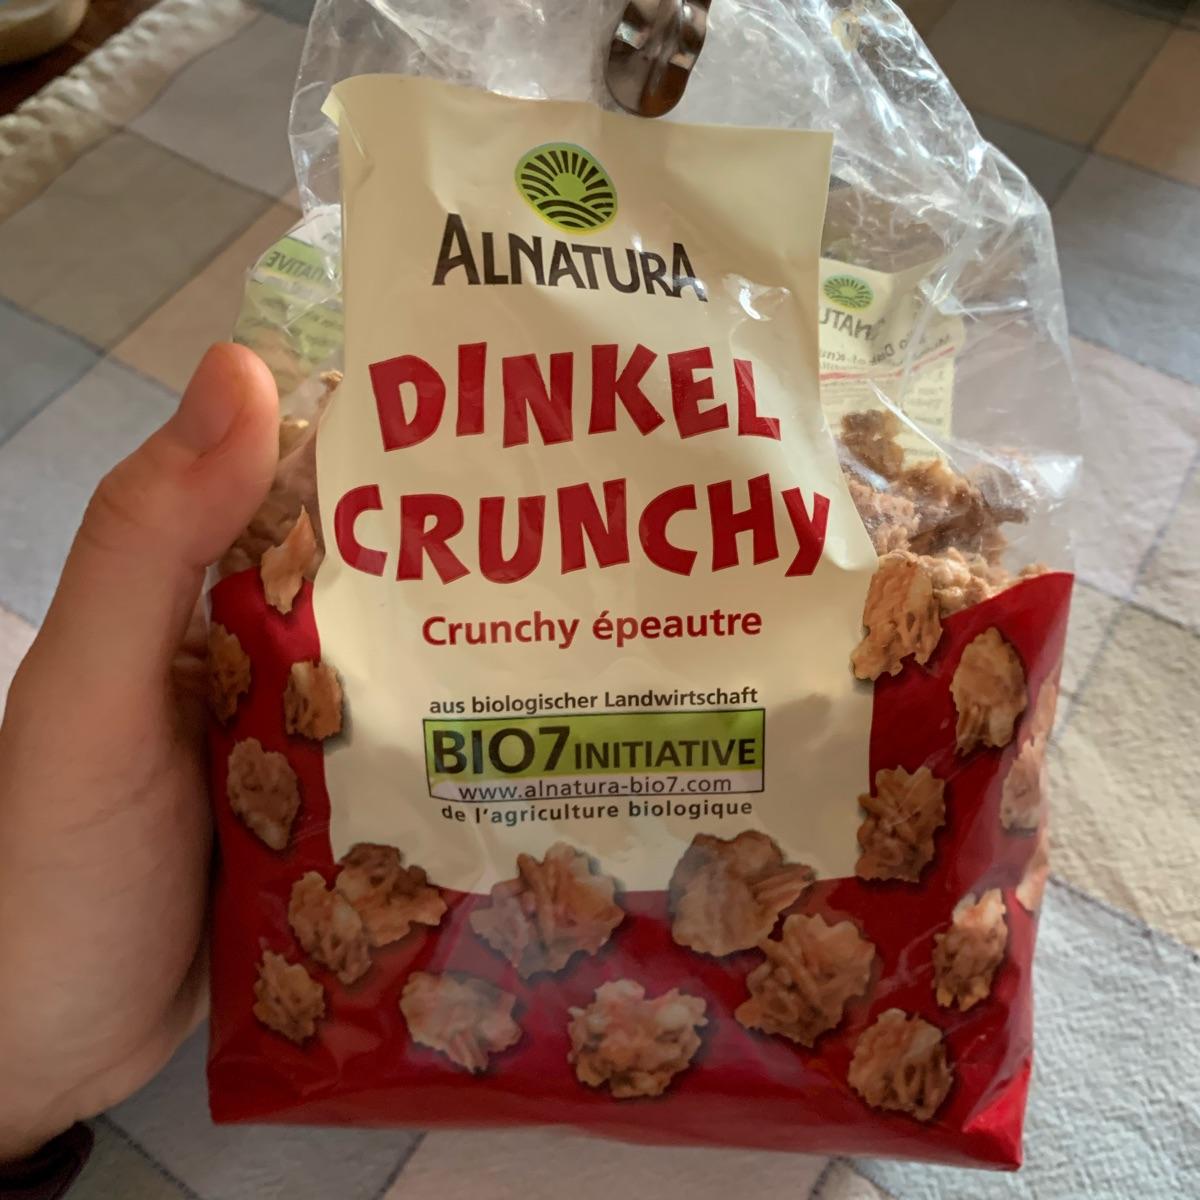 ALNATURA
DINKEL
CRUNCHY
Crunchy épeautre
aus biologischer Landwirtschaft
BIO7INITIATIVE
www.alnatura-bio7.com
de l'agriculture biologique